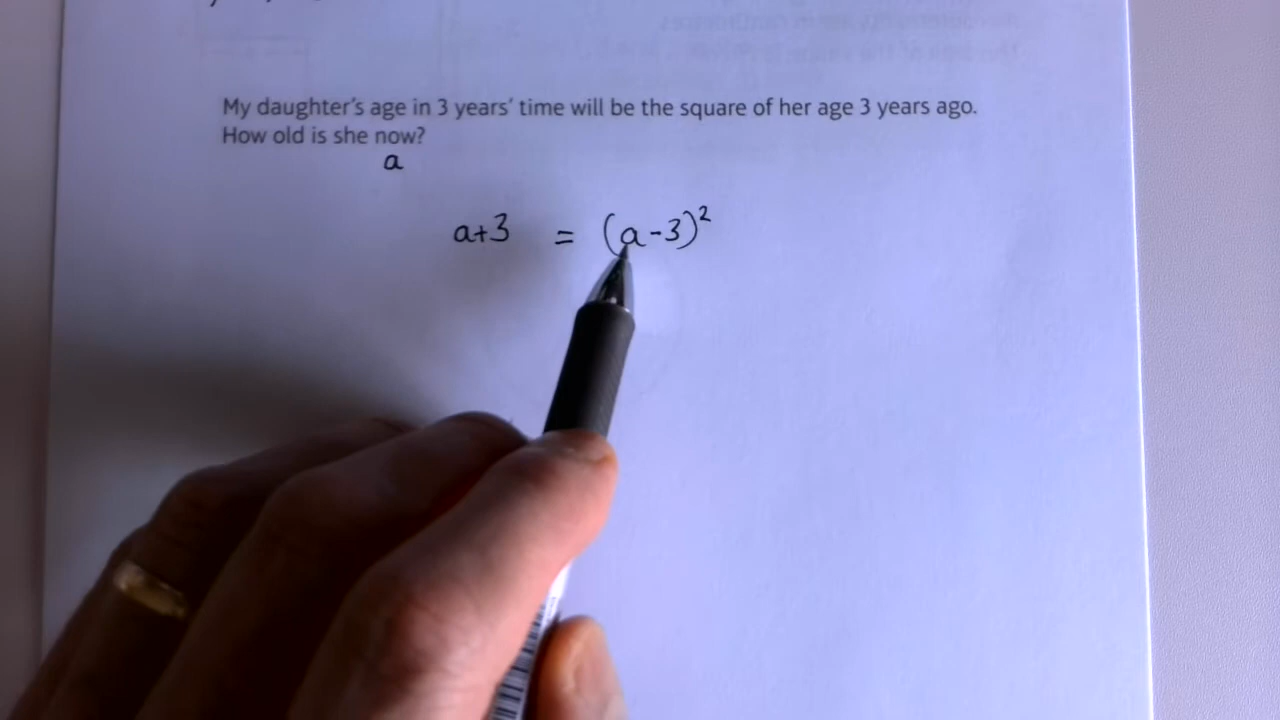 My daughter's age in 3 years' time will be the square of her age 3 years ago.
How old is she now?
a
a+3 = (a-3)²